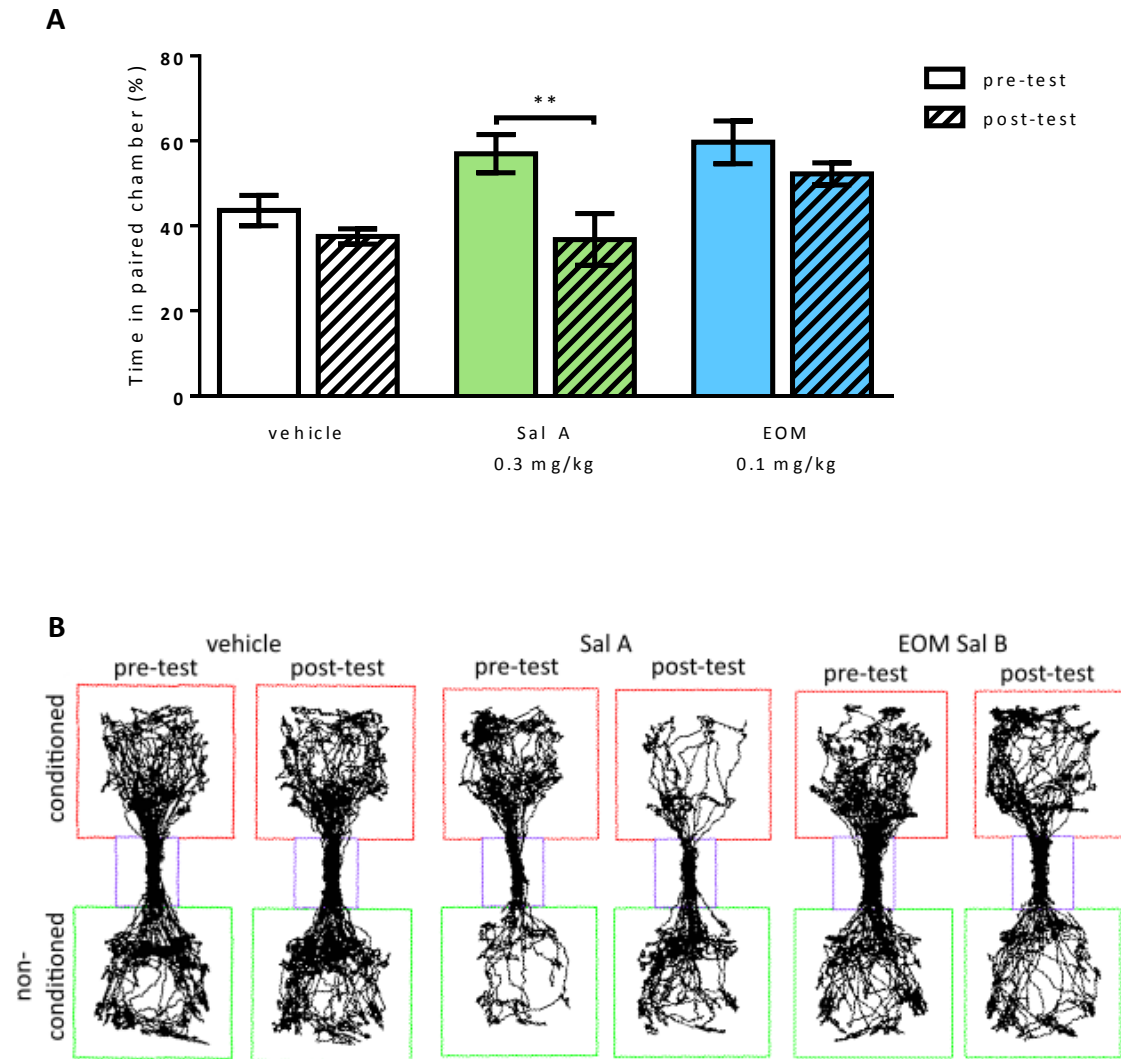 A
Time in paired chamber (%)
80
60
40
20
0
**
pre-test
post-test
vehicle
Sal A
0.3 mg/kg
EOM
0.1 mg/kg
B
vehicle
Sal A
EOM Sal B
pre-test
post-test
pre-test
post-test
pre-test
post-test
conditioned
non-
conditioned